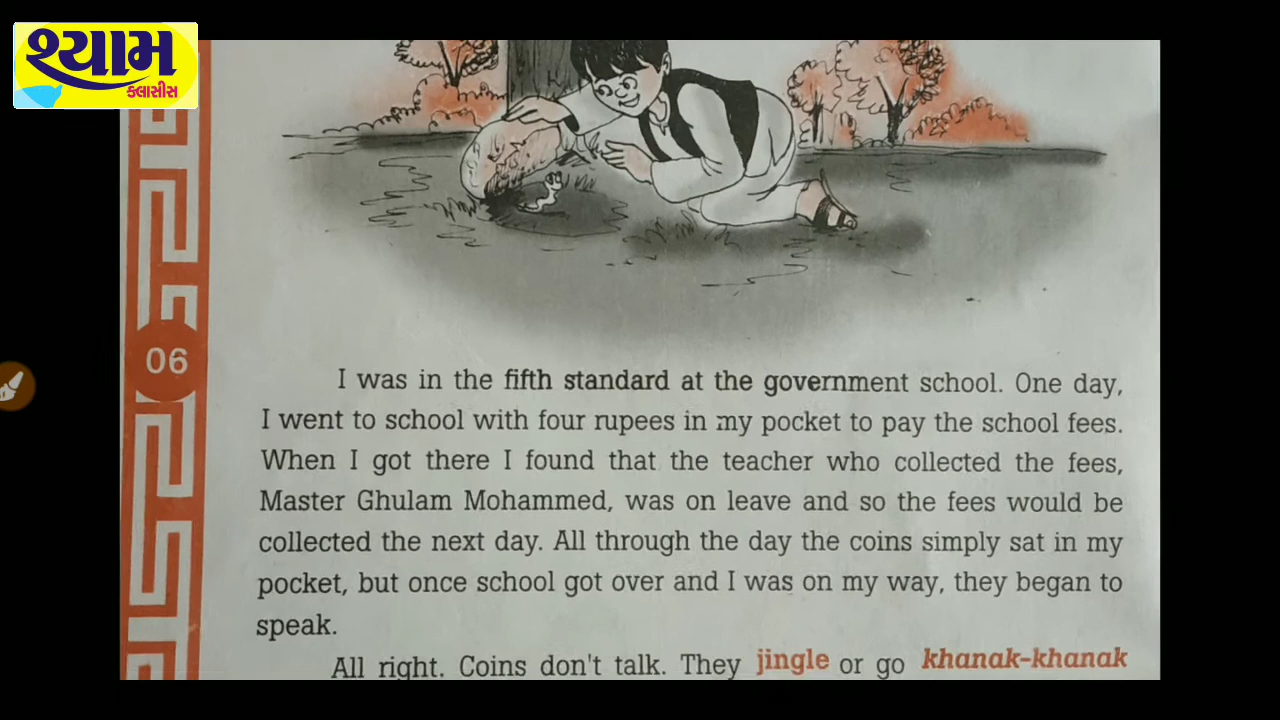 શ્યામ
કલાસીસ
06
I was in the fifth standard at the government school. One day,
I went to school with four rupees in my pocket to pay the school fees.
When I got there I found that the teacher who collected the fees,
Master Ghulam Mohammed, was on leave and so the fees would be
collected the next day. All through the day the coins simply sat in my
pocket, but once school got over and I was on my way, they began to
speak.
All right. Coins don't talk. They jingle or go khanak-khanak